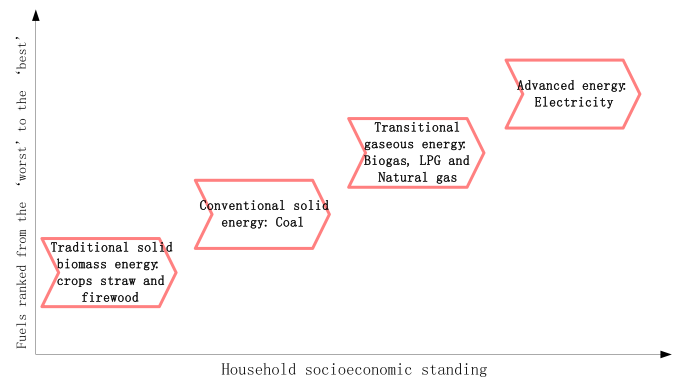 Fuels ranked from the ‘worst’ to the ‘best’
Advanced energy:
Electricity
Transitional
gaseous energy:
Biogas, LPG and
Natural gas
Conventional solid
energy: Coal
Traditional solid
biomass energy:
crops straw and
firewood
Household socioeconomic standing